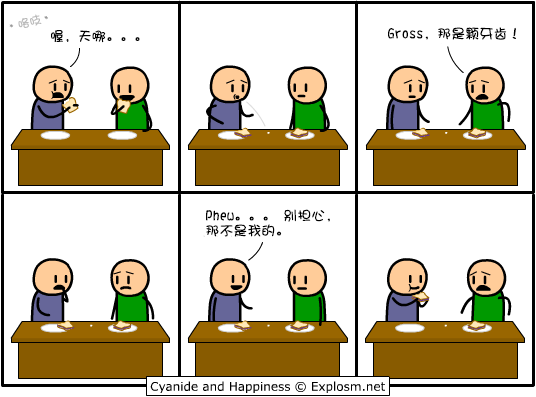 *咯吱*
喔，天哪。。。
Gross，那是颗牙齿！
Phew。。。 别担心，
那不是我的。
Cyanide and Happiness © Explosm.net